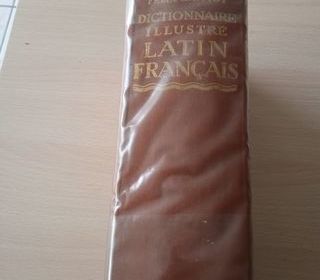 DICTIONNAIRE
ILLUSTRÉ
LATIN
FRANÇAIS